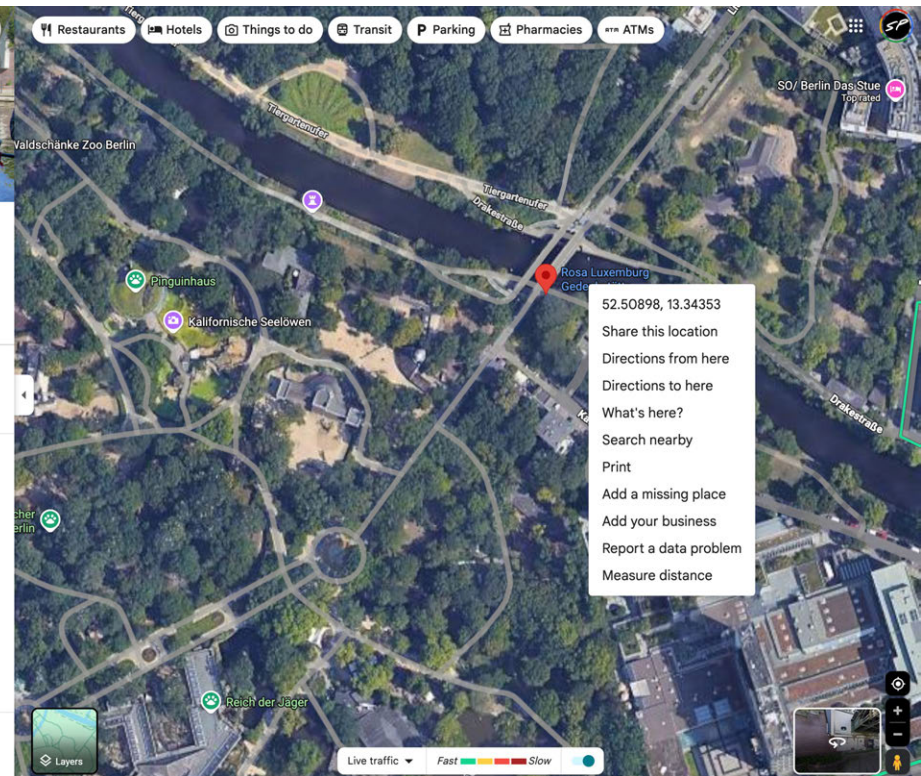 Restaurants
Hotels
Things to do
Transit
P Parking
Pharmacies
ATM ATMs
SP
SO/ Berlin Das Stue
Top rated
Tiergartenufer
Waldschänke Zoo Berlin
Tiergartenufer
Drakestraße
Rosa Luxemburg
Pinguinhaus
Kalifornische Seelöwen
52.50898, 13.34353
Share this location
Directions from here
Directions to here
What's here?
Search nearby
Print
Add a missing place
Add your business
Report a data problem
Measure distance
Drakestraße
Reich der Jäger
Layers
Live traffic
Fast
Slow